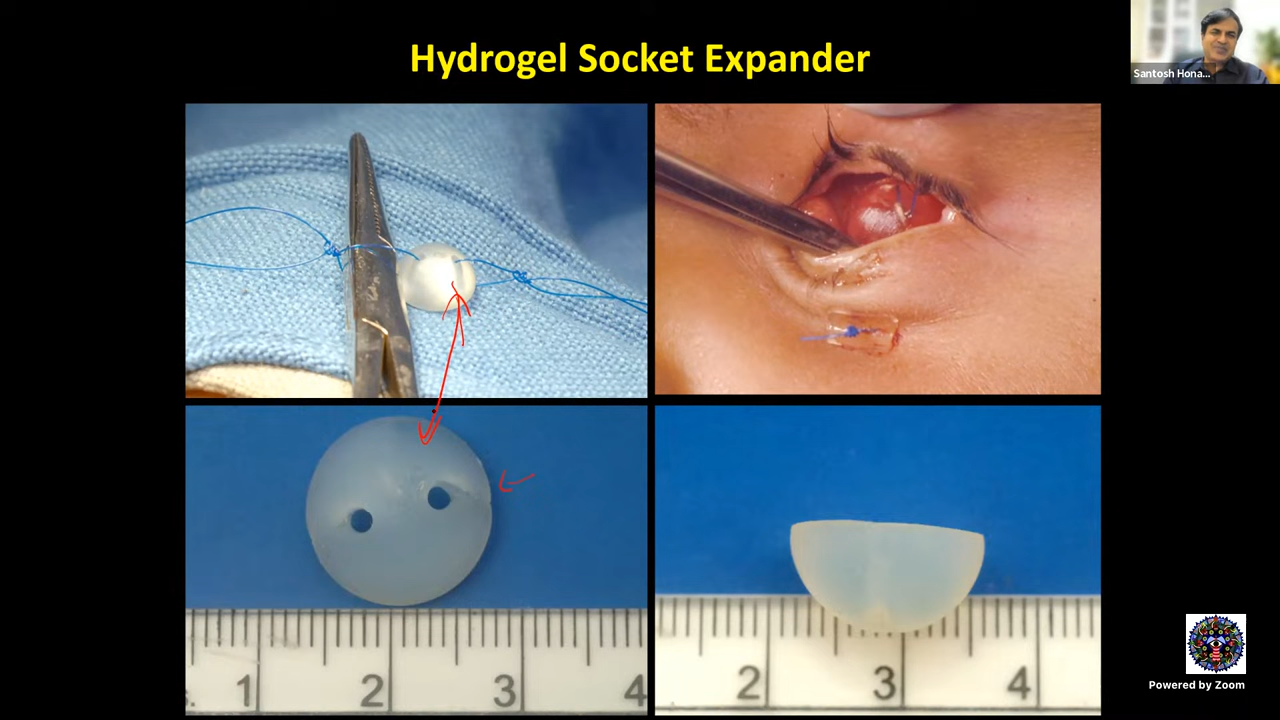 Hydrogel Socket Expander
Santosh Hona...
1 2 3 4
2 3 4
Powered by Zoom